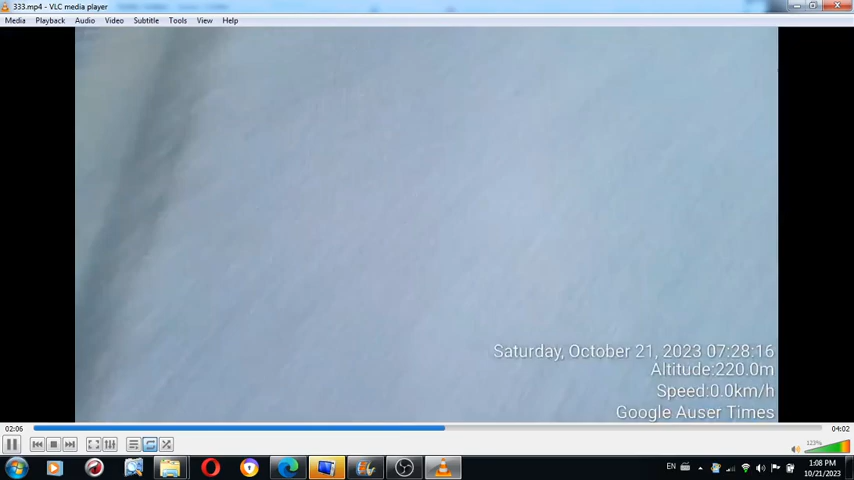 333.mp4 - VLC media player
Media Playback Audio Video Subtitle Tools View Help
Saturday, October 21, 2023 07:28:16
Altitude:220.0m
Speed:0.0km/h
Google Auser Times
02:06
04:02
123%
EN
1:08 PM
10/21/2023